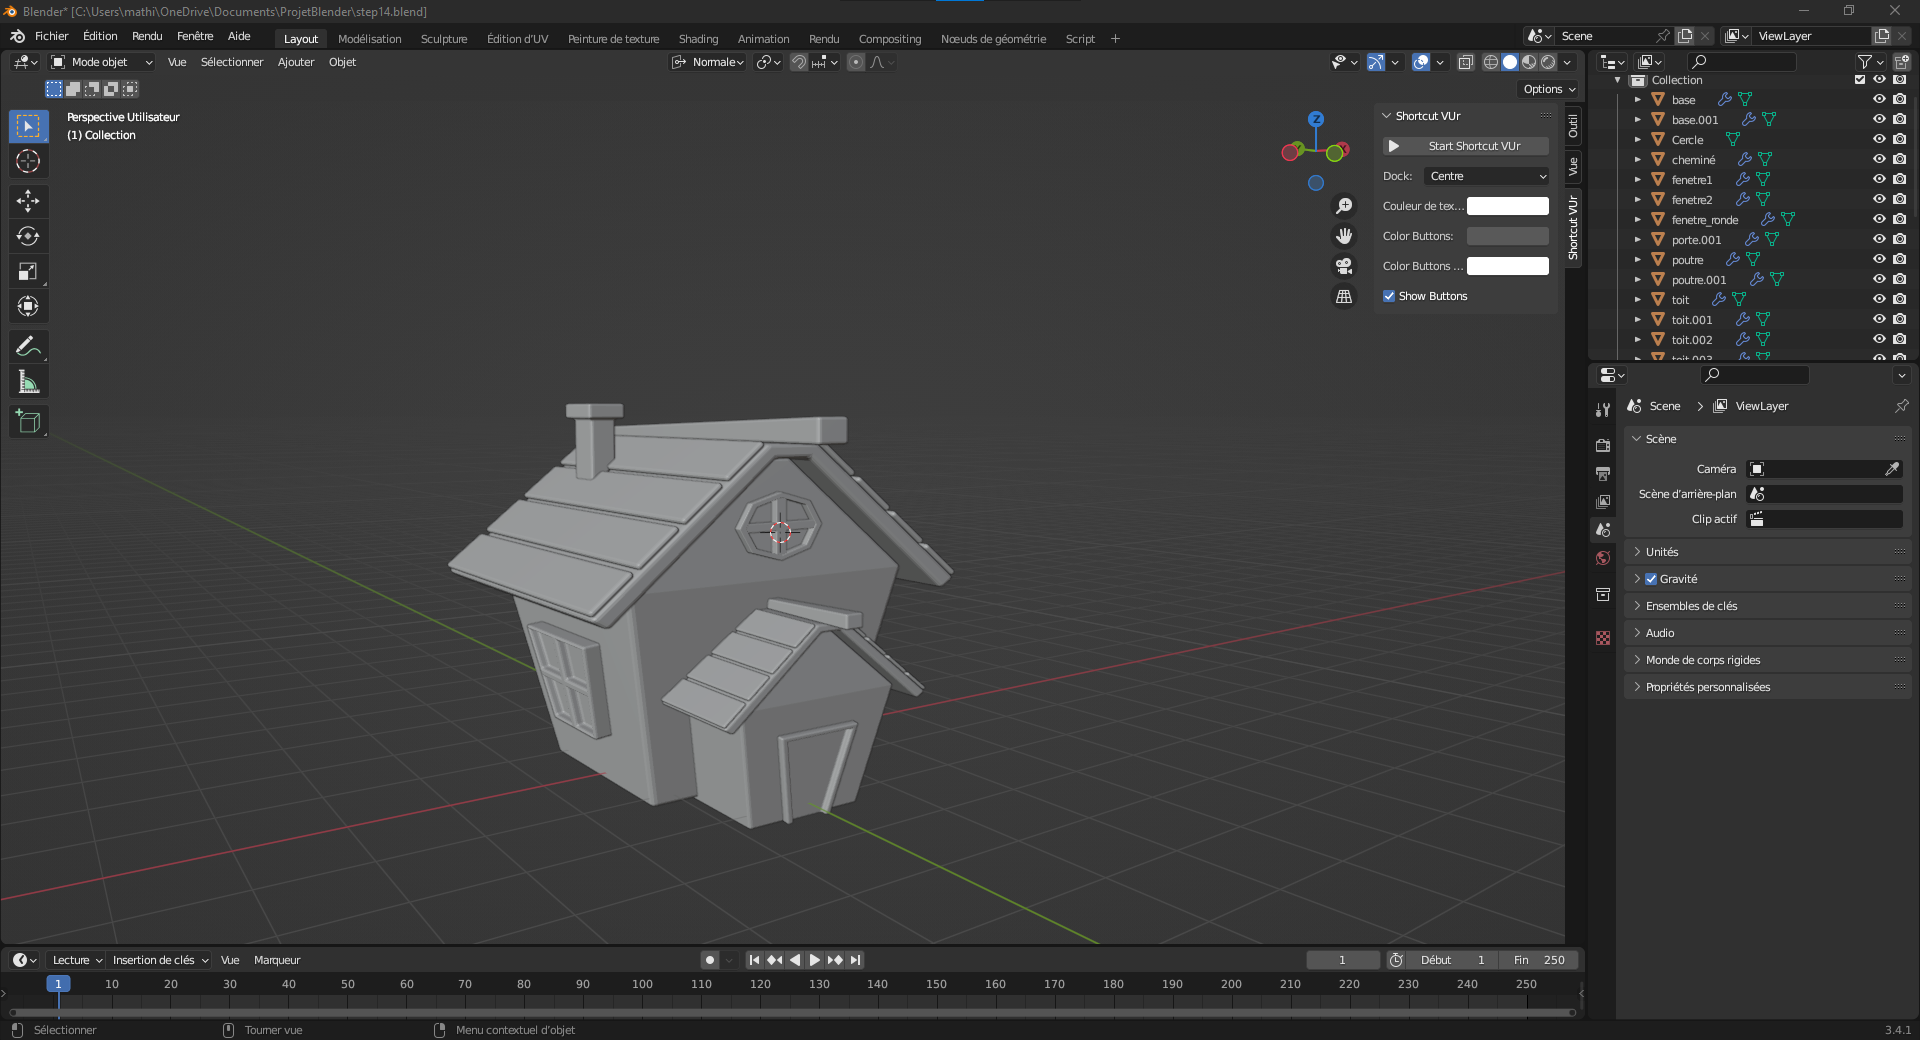 Blender* [C:\Users\mathi\OneDrive\Documents\ProjetBlender\step14.blend]
Fichier Édition Rendu Fenêtre Aide Layout Modélisation Sculpture Édition d'UV Peinture de texture Shading Animation Rendu Compositing Nœuds de géométrie Script + Scene ViewLayer
Mode objet Vue Sélectionner Ajouter Objet Normale
Options
Perspective Utilisateur
(1) Collection
Z
Shortcut VUr
Start Shortcut VUr
Dock: Centre
Couleur de tex...
Color Buttons:
Color Buttons ...
Show Buttons
Outil
Vue
Shortcut VUr
Collection
base
base.001
Cercle
cheminé
fenetre1
fenetre2
fenetre_ronde
porte.001
poutre
poutre.001
toit
toit.001
toit.002
toit.003
Scene > ViewLayer
Scène
Caméra
Scène d'arrière-plan
Clip actif
Unités
Gravité
Ensembles de clés
Audio
Monde de corps rigides
Propriétés personnalisées
Lecture Insertion de clés Vue Marqueur 1 Début 1 Fin 250
1 10 20 30 40 50 60 70 80 90 100 110 120 130 140 150 160 170 180 190 200 210 220 230 240 250
Sélectionner Tourner vue Menu contextuel d'objet 3.4.1